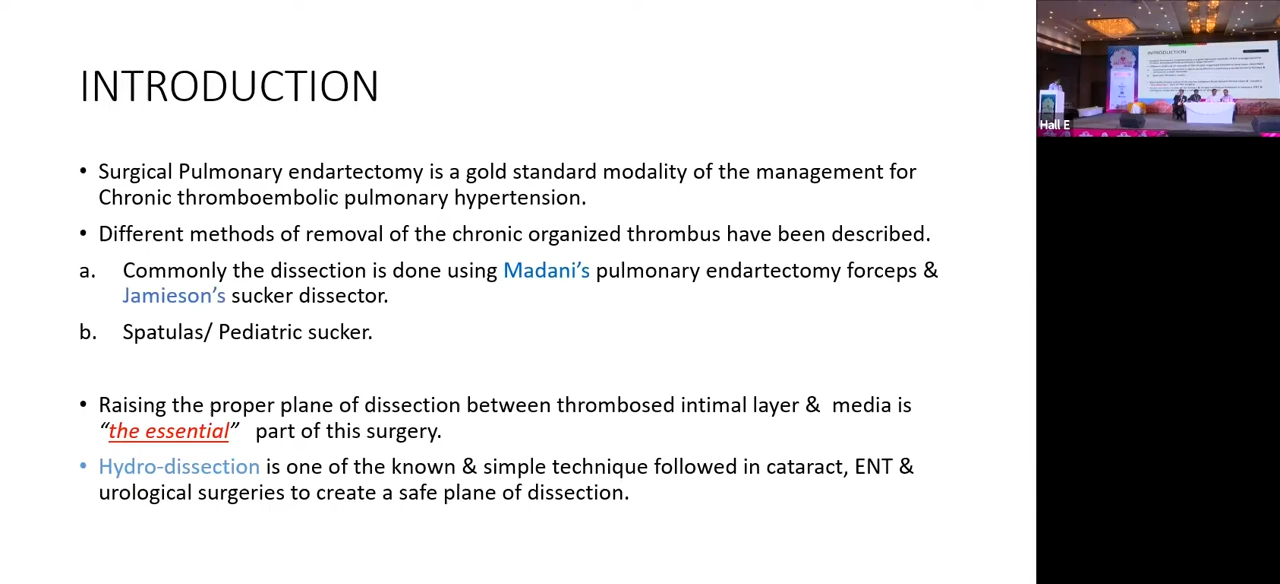 INTRODUCTION
• Surgical Pulmonary endartectomy is a gold standard modality of the management for
Chronic thromboembolic pulmonary hypertension.
• Different methods of removal of the chronic organized thrombus have been described.
a. Commonly the dissection is done using Madani’s pulmonary endartectomy forceps &
Jamieson’s sucker dissector.
b. Spatulas/ Pediatric sucker.
• Raising the proper plane of dissection between thrombosed intimal layer & media is
“the essential” part of this surgery.
• Hydro-dissection is one of the known & simple technique followed in cataract, ENT &
urological surgeries to create a safe plane of dissection.
INTRODUCTION
Hall E